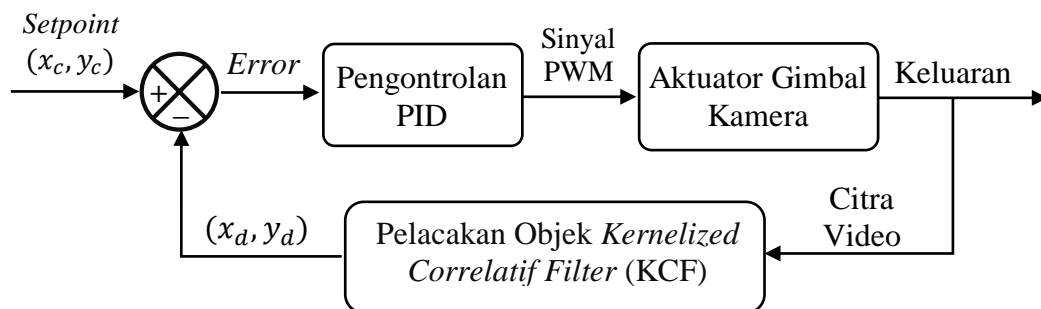 Setpoint
(x_c, y_c)
+
−
Error
Pengontrolan
PID
Sinyal
PWM
Aktuator Gimbal
Kamera
Keluaran
Citra
Video
Pelacakan Objek Kernelized
Correlatif Filter (KCF)
(x_d, y_d)